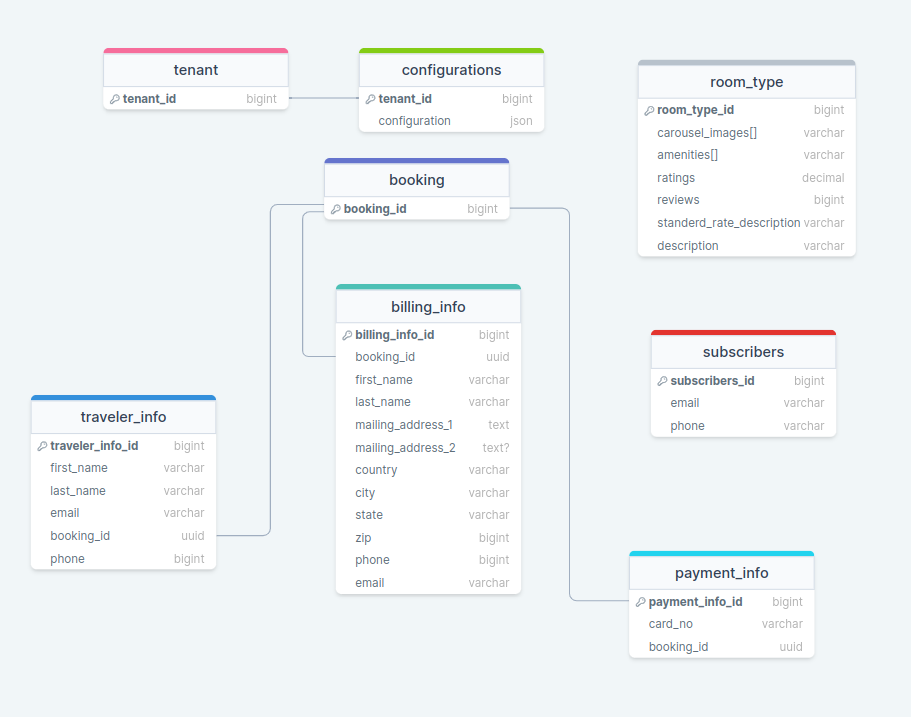 tenant
tenant_id bigint
configurations
tenant_id bigint
configuration json
room_type
room_type_id bigint
carousel_images[] varchar
amenities[] varchar
ratings decimal
reviews bigint
standerd_rate_description varchar
description varchar
booking
booking_id bigint
billing_info
billing_info_id bigint
booking_id uuid
first_name varchar
last_name varchar
mailing_address_1 text
mailing_address_2 text?
country varchar
city varchar
state varchar
zip bigint
phone bigint
email varchar
subscribers
subscribers_id bigint
email varchar
phone varchar
traveler_info
traveler_info_id bigint
first_name varchar
last_name varchar
email varchar
booking_id uuid
phone bigint
payment_info
payment_info_id bigint
card_no varchar
booking_id uuid